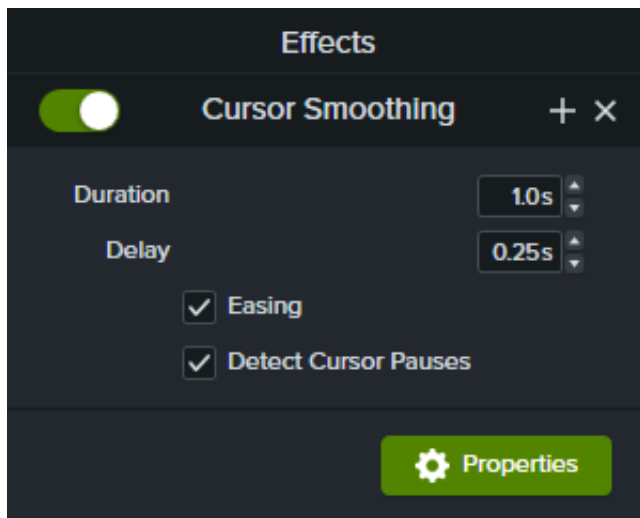 Effects
Cursor Smoothing
Duration 1.0s
Delay 0.25s
Easing
Detect Cursor Pauses
Properties